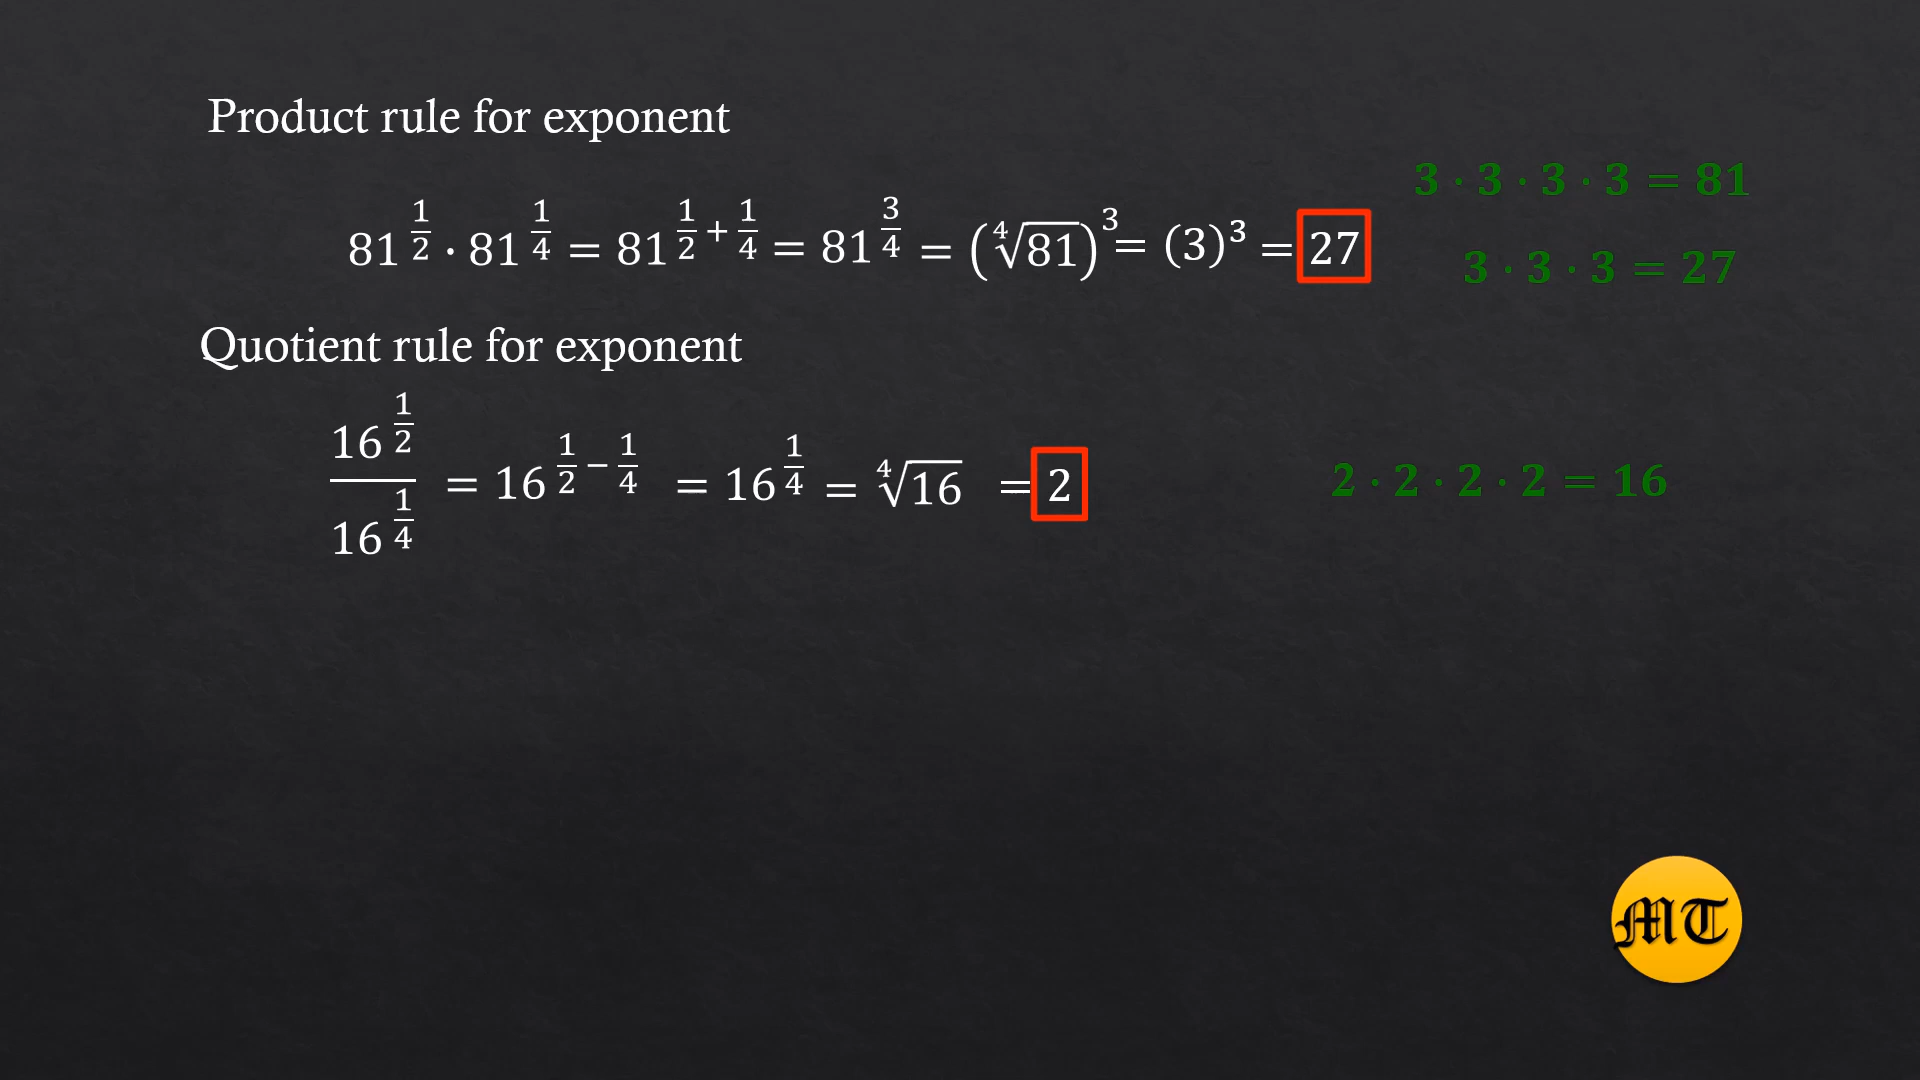 Product rule for exponent
3 · 3 · 3 · 3 = 81
81^(1/2) · 81^(1/4) = 81^(1/2 + 1/4) = 81^(3/4) = (∜81)^3 = (3)^3 = 27
3 · 3 · 3 = 27
Quotient rule for exponent
16^(1/2) / 16^(1/4) = 16^(1/2 − 1/4) = 16^(1/4) = ∜16 = 2
2 · 2 · 2 · 2 = 16
MT